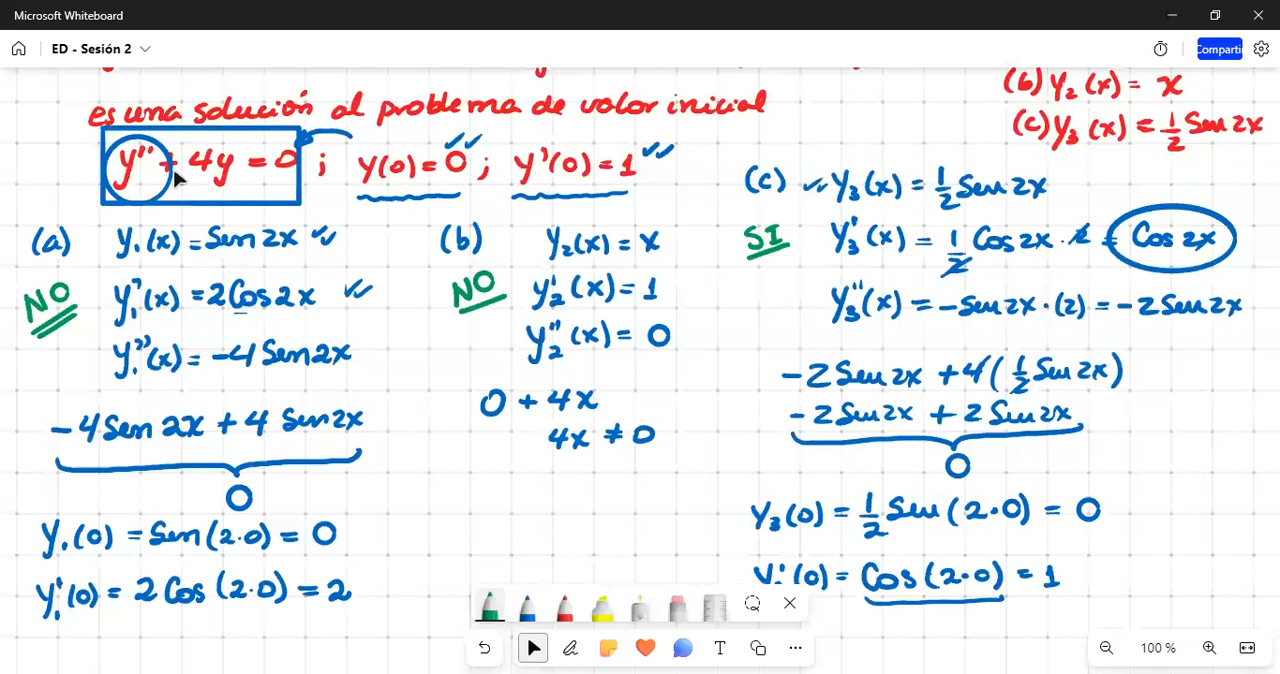 Microsoft Whiteboard
ED - Sesión 2
Compartir
es una solución al problema de valor inicial
y'' + 4y = 0 ; y(0) = 0 ; y'(0) = 1
(b) y₂(x) = x
(c) y₃(x) = 1/2 Sen 2x
(a) y₁(x) = Sen 2x
NO
y₁'(x) = 2 Cos 2x
y₁''(x) = -4 Sen 2x
-4 Sen 2x + 4 Sen 2x
0
y₁(0) = Sen (2·0) = 0
y₁'(0) = 2 Cos (2·0) = 2
(b) y₂(x) = x
NO
y₂'(x) = 1
y₂''(x) = 0
0 + 4x
4x ≠ 0
(c) y₃(x) = 1/2 Sen 2x
SI
y₃'(x) = 1/2 Cos 2x · 2 = Cos 2x
y₃''(x) = -Sen 2x · (2) = -2 Sen 2x
-2 Sen 2x + 4 (1/2 Sen 2x)
-2 Sen 2x + 2 Sen 2x
0
y₃(0) = 1/2 Sen (2·0) = 0
(0) = Cos (2·0) = 1
100 %